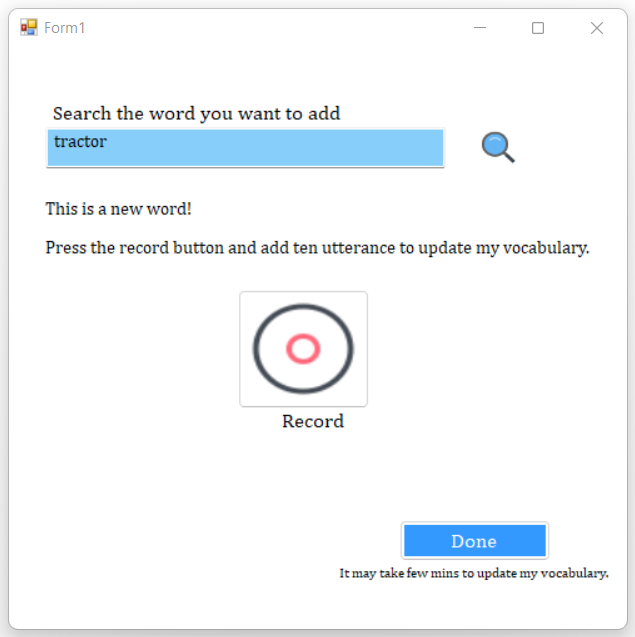 Form1
Search the word you want to add
tractor
This is a new word!
Press the record button and add ten utterance to update my vocabulary.
Record
Done
It may take few mins to update my vocabulary.